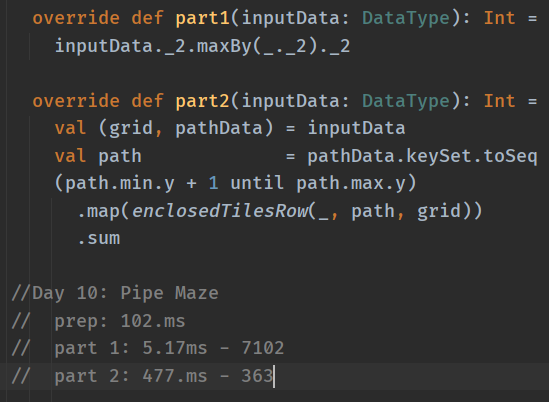 override def part1(inputData: DataType): Int =
inputData._2.maxBy(_._2)._2
override def part2(inputData: DataType): Int =
val (grid, pathData) = inputData
val path             = pathData.keySet.toSeq
(path.min.y + 1 until path.max.y)
.map(enclosedTilesRow(_, path, grid))
.sum
//Day 10: Pipe Maze
//  prep: 102.ms
//  part 1: 5.17ms - 7102
//  part 2: 477.ms - 363